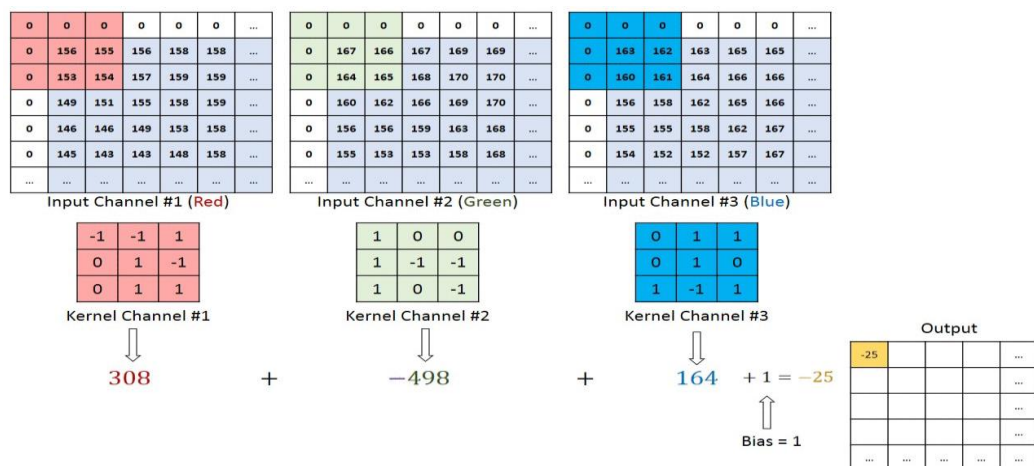 0 0 0 0 0 0 ...
0 156 155 156 158 158 ...
0 153 154 157 159 159 ...
0 149 151 155 158 159 ...
0 146 146 149 153 158 ...
0 145 143 143 148 158 ...
... ... ... ... ... ... ...
Input Channel #1 (Red)
0 0 0 0 0 0 ...
0 167 166 167 169 169 ...
0 164 165 168 170 170 ...
0 160 162 166 169 170 ...
0 156 156 159 163 168 ...
0 155 153 153 158 168 ...
... ... ... ... ... ... ...
Input Channel #2 (Green)
0 0 0 0 0 0 ...
0 163 162 163 165 165 ...
0 160 161 164 166 166 ...
0 156 158 162 165 166 ...
0 155 155 158 162 167 ...
0 154 152 152 157 167 ...
... ... ... ... ... ... ...
Input Channel #3 (Blue)
-1 -1 1
0 1 -1
0 1 1
Kernel Channel #1
1 0 0
1 -1 -1
1 0 -1
Kernel Channel #2
0 1 1
0 1 0
1 -1 1
Kernel Channel #3
308 + −498 + 164 + 1 = −25
Bias = 1
Output
-25 ...
...
...
...
... ... ... ... ...